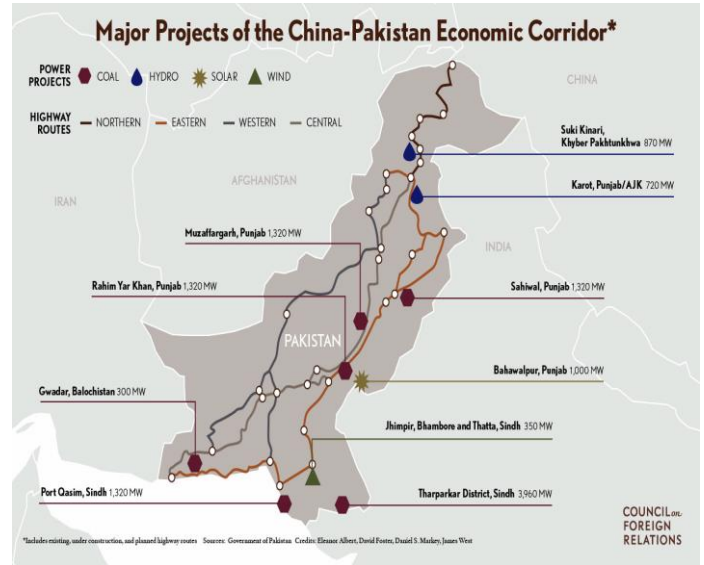 Major Projects of the China-Pakistan Economic Corridor*
POWER
PROJECTS
COAL HYDRO SOLAR WIND
HIGHWAY
ROUTES
NORTHERN EASTERN WESTERN CENTRAL
CHINA
Suki Kinari,
Khyber Pakhtunkhwa 870 MW
AFGHANISTAN
Karot, Punjab/AJK 720 MW
IRAN
Muzaffargarh, Punjab 1,320 MW
INDIA
Rahim Yar Khan, Punjab 1,320 MW
Sahiwal, Punjab 1,320 MW
PAKISTAN
Bahawalpur, Punjab 1,000 MW
Gwadar, Balochistan 300 MW
Jhimpir, Bhambore and Thatta, Sindh 350 MW
Port Qasim, Sindh 1,320 MW
Tharparkar District, Sindh 3,960 MW
COUNCIL on
FOREIGN
RELATIONS
*Includes existing, under construction, and planned highway routes Sources: Government of Pakistan Credits: Eleanor Albert, David Foster, Daniel S. Markey, James West